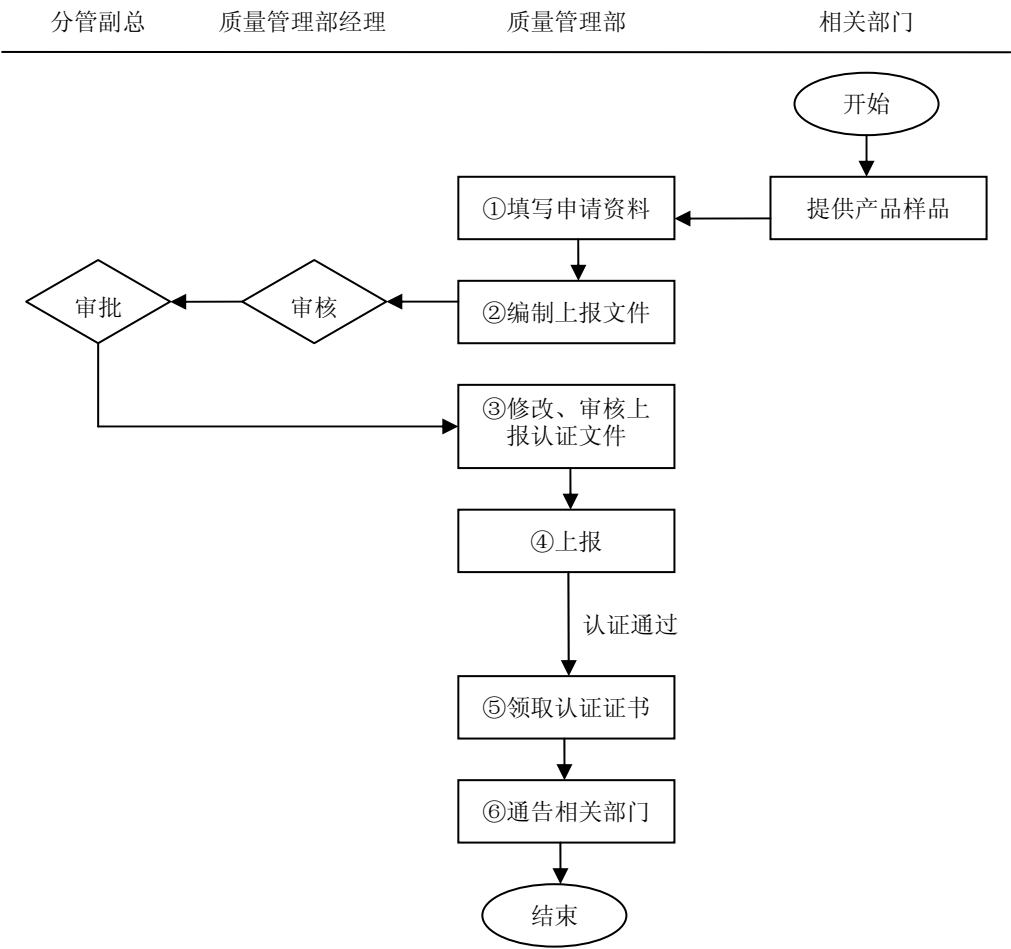 分管副总
质量管理部经理
质量管理部
相关部门
开始
①填写申请资料
提供产品样品
审批
审核
②编制上报文件
③修改、审核上
报认证文件
④上报
认证通过
⑤领取认证证书
⑥通告相关部门
结束